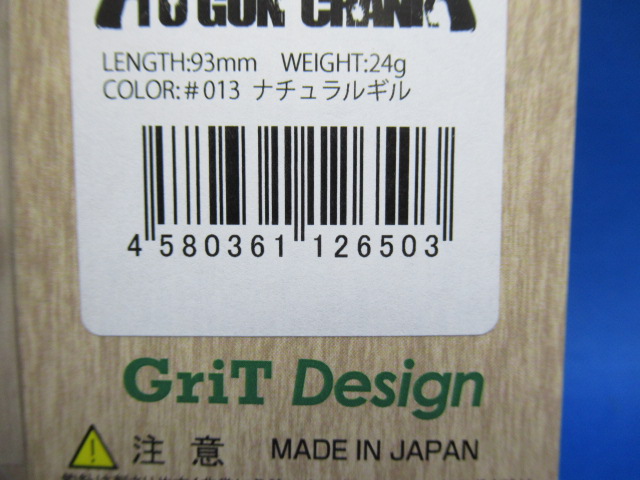 LENGTH:93mm WEIGHT:24g
COLOR:#013 ナチュラルギル
4 580361 126503
GriT Design
注意 MADE IN JAPAN